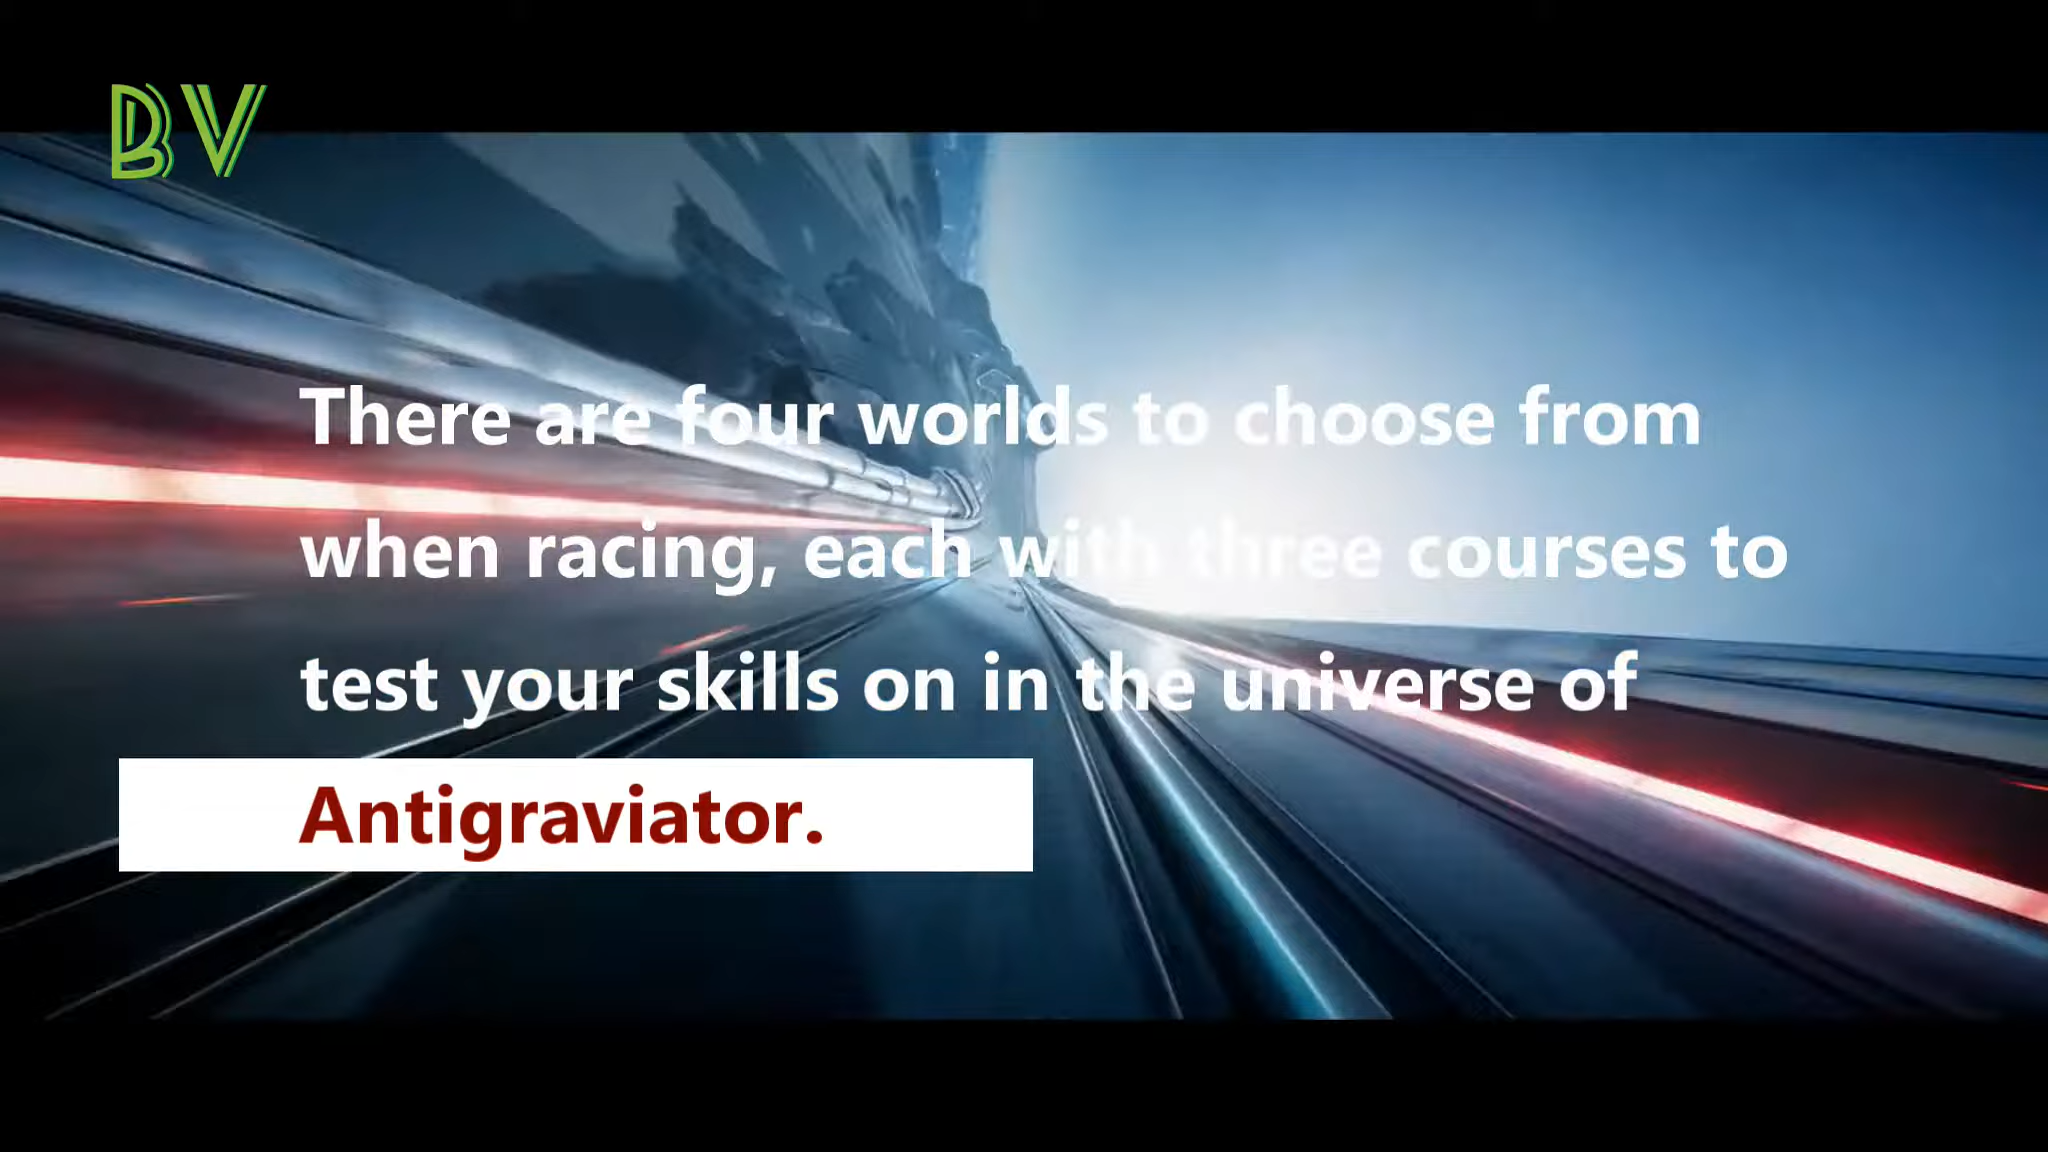 BV
There are four worlds to choose from
when racing, each with three courses to
test your skills on in the universe of
Antigraviator.